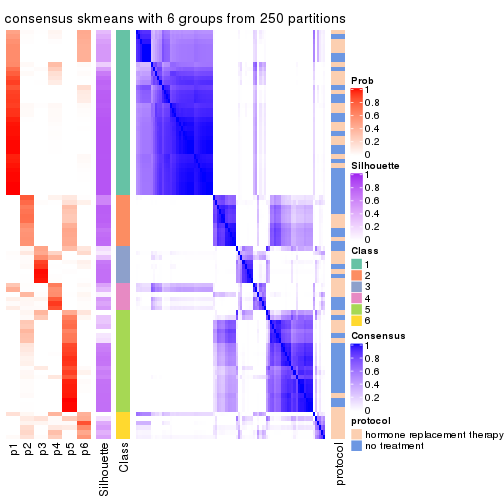 consensus skmeans with 6 groups from 250 partitions
Prob
1
0.8
0.6
0.4
0.2
0
Silhouette
1
0.8
0.6
0.4
0.2
0
Class
1
2
3
4
5
6
Consensus
1
0.8
0.6
0.4
0.2
0
protocol
hormone replacement therapy
no treatment
p1
p2
p3
p4
p5
p6
Silhouette
Class
protocol